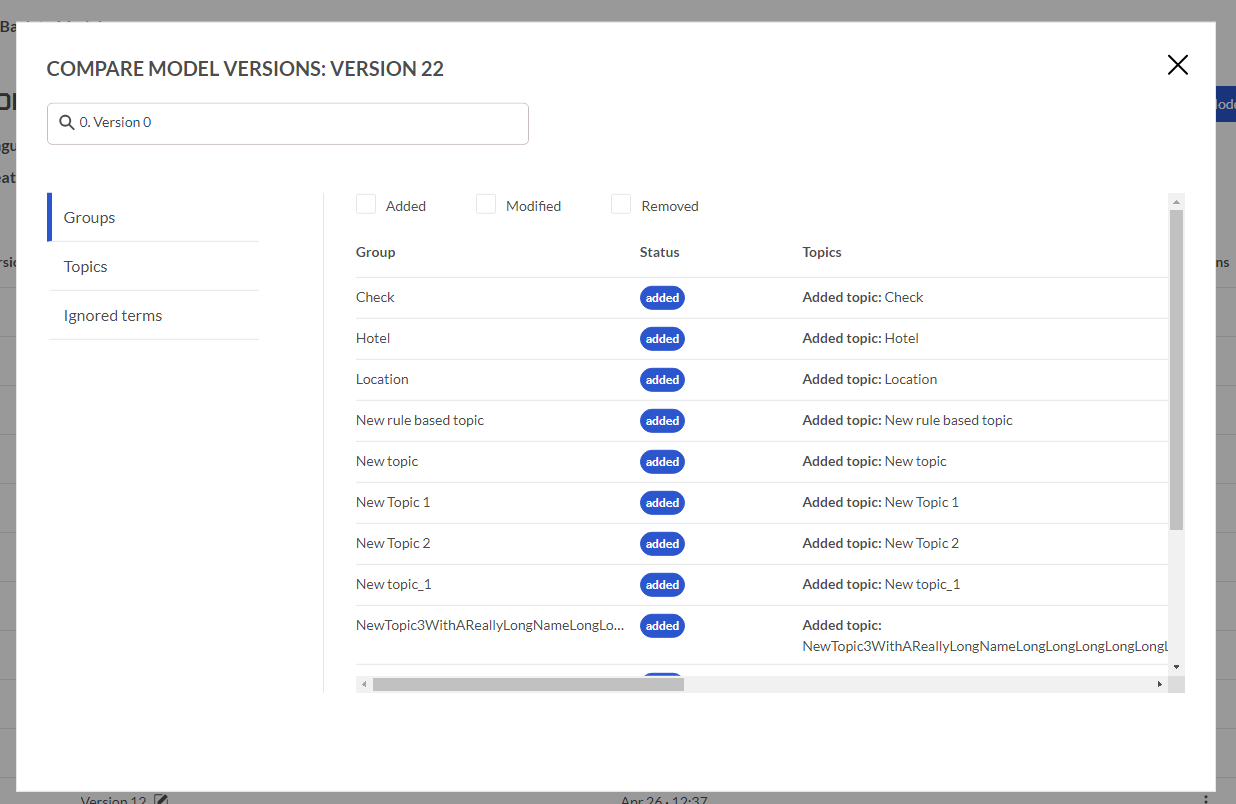 COMPARE MODEL VERSIONS: VERSION 22
0. Version 0
Groups
Topics
Ignored terms
Added Modified Removed
Group Status Topics
Check added Added topic: Check
Hotel added Added topic: Hotel
Location added Added topic: Location
New rule based topic added Added topic: New rule based topic
New topic added Added topic: New topic
New Topic 1 added Added topic: New Topic 1
New Topic 2 added Added topic: New Topic 2
New topic_1 added Added topic: New topic_1
NewTopic3WithAReallyLongNameLongLo... added Added topic:
NewTopic3WithAReallyLongNameLongLongLongLongLongL
Version 12 Apr 26 · 12:37